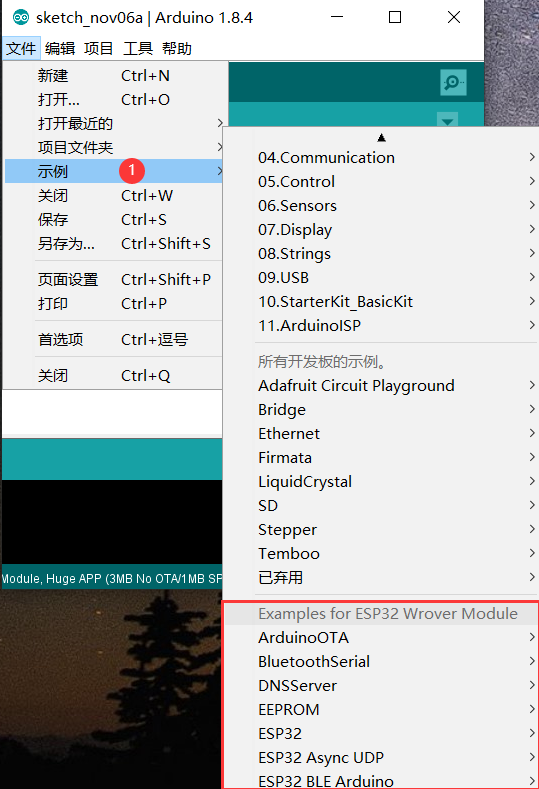 sketch_nov06a | Arduino 1.8.4
文件 编辑 项目 工具 帮助
新建 Ctrl+N
打开... Ctrl+O
打开最近的
项目文件夹
示例 1
关闭 Ctrl+W
保存 Ctrl+S
另存为... Ctrl+Shift+S
页面设置 Ctrl+Shift+P
打印 Ctrl+P
首选项 Ctrl+逗号
关闭 Ctrl+Q
04.Communication
05.Control
06.Sensors
07.Display
08.Strings
09.USB
10.StarterKit_BasicKit
11.ArduinoISP
所有开发板的示例。
Adafruit Circuit Playground
Bridge
Ethernet
Firmata
LiquidCrystal
SD
Stepper
Temboo
已弃用
Module, Huge APP (3MB No OTA/1MB SP
Examples for ESP32 Wrover Module
ArduinoOTA
BluetoothSerial
DNSServer
EEPROM
ESP32
ESP32 Async UDP
ESP32 BLE Arduino